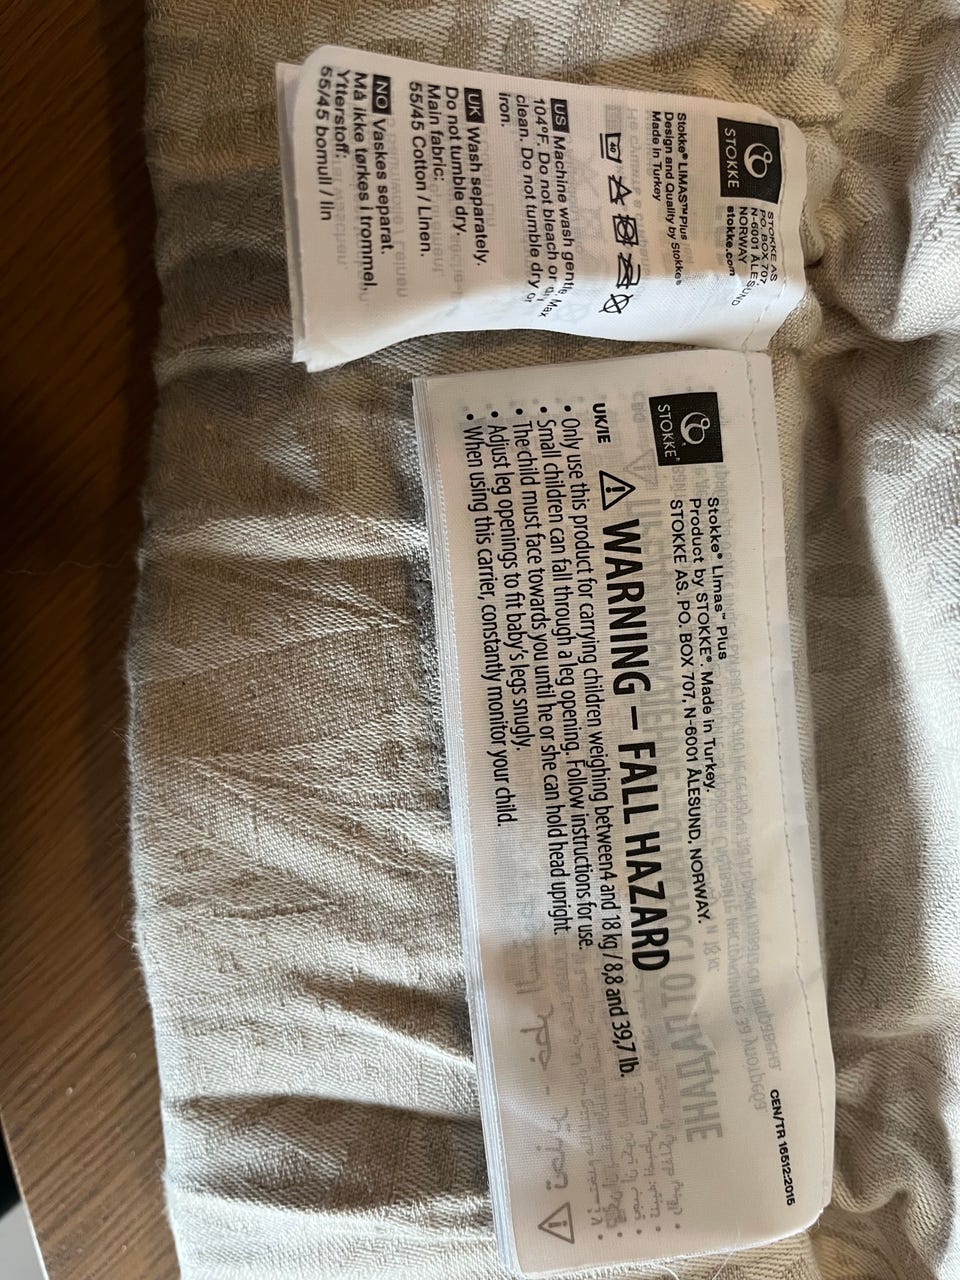 STOKKE
STOKKE AS
PO. BOX 707
N-6001 ÅLESUND
NORWAY
stokke.com
Stokke® LIMAS™ Plus
Design and Quality by Stokke®
Made in Turkey
40
US Machine wash gentle Max
104°F. Do not bleach or dry
clean. Do not tumble dry or
iron.
UK Wash separately.
Do not tumble dry.
Main fabric:
55/45 Cotton / Linen.
NO Vaskes separat.
Må ikke tørkes i trommel.
Ytterstoff:
55/45 bomull / lin
CEN/TR 16512:2015
STOKKE®
Stokke® Limas™ Plus
Product by STOKKE®. Made in Turkey.
STOKKE AS. PO. BOX 707, N-6001 ÅLESUND, NORWAY.
UK/IE
⚠ WARNING – FALL HAZARD
• Only use this product for carrying children weighing between4 and 18 kg / 8,8 and 39,7 lb.
• Small children can fall through a leg opening. Follow instructions for use.
• The child must face towards you until he or she can hold head upright.
• Adjust leg openings to fit baby's legs snugly.
• When using this carrier, constantly monitor your child.